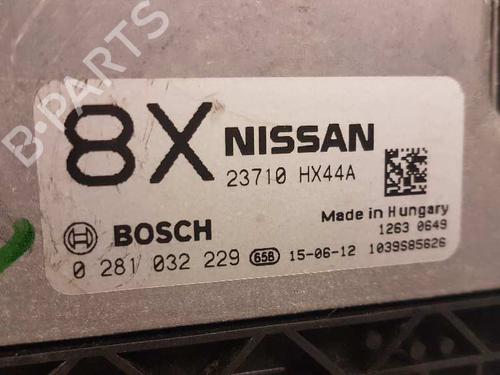 B-PARTS
8X NISSAN
23710 HX44A
Made in Hungary
BOSCH 1263 0649
0 281 032 229 658 15-06-12 1039S85626